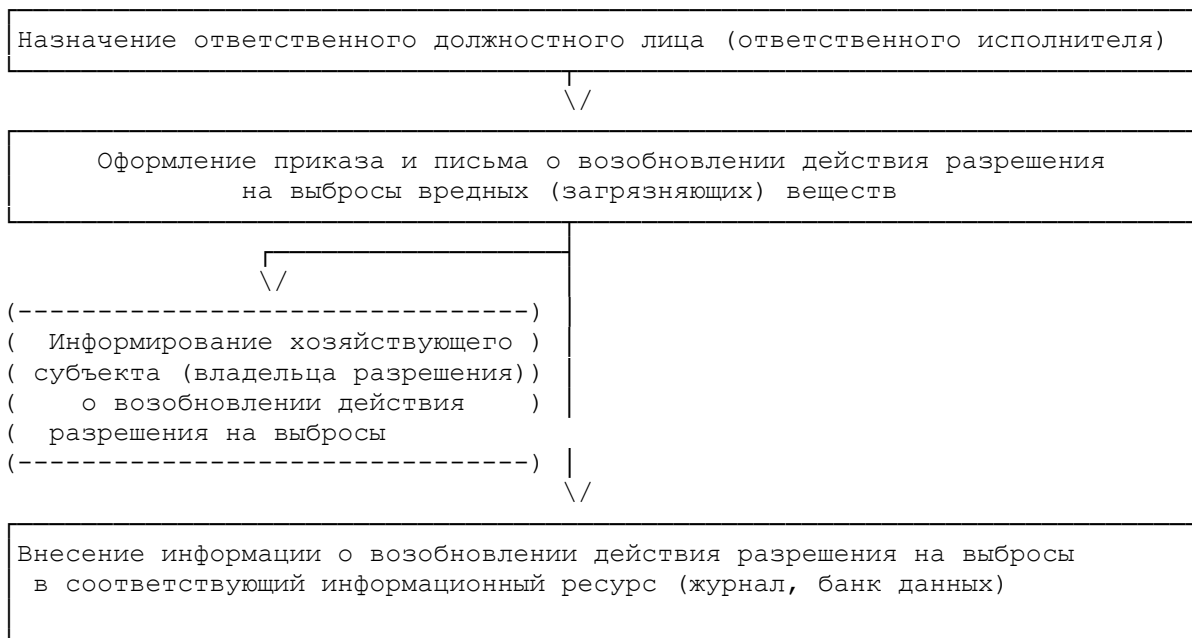 Назначение ответственного должностного лица (ответственного исполнителя)
Оформление приказа и письма о возобновлении действия разрешения
на выбросы вредных (загрязняющих) веществ
( Информирование хозяйствующего )
( субъекта (владельца разрешения))
( о возобновлении действия )
( разрешения на выбросы
Внесение информации о возобновлении действия разрешения на выбросы
в соответствующий информационный ресурс (журнал, банк данных)